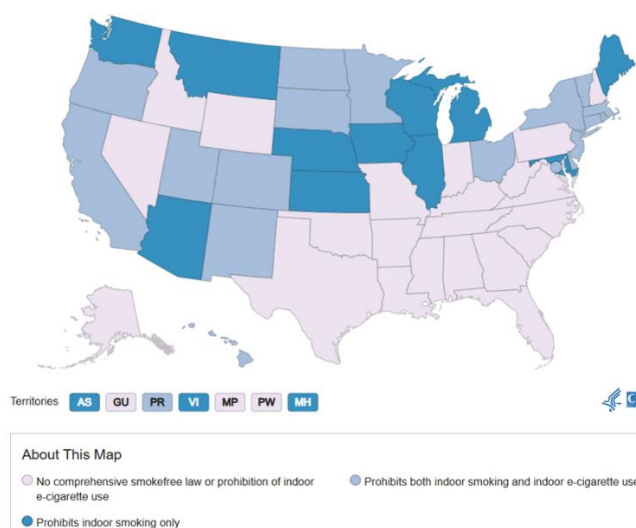 Territories AS GU PR VI MP PW MH
C
About This Map
No comprehensive smokefree law or prohibition of indoor
e-cigarette use
Prohibits both indoor smoking and indoor e-cigarette use
Prohibits indoor smoking only